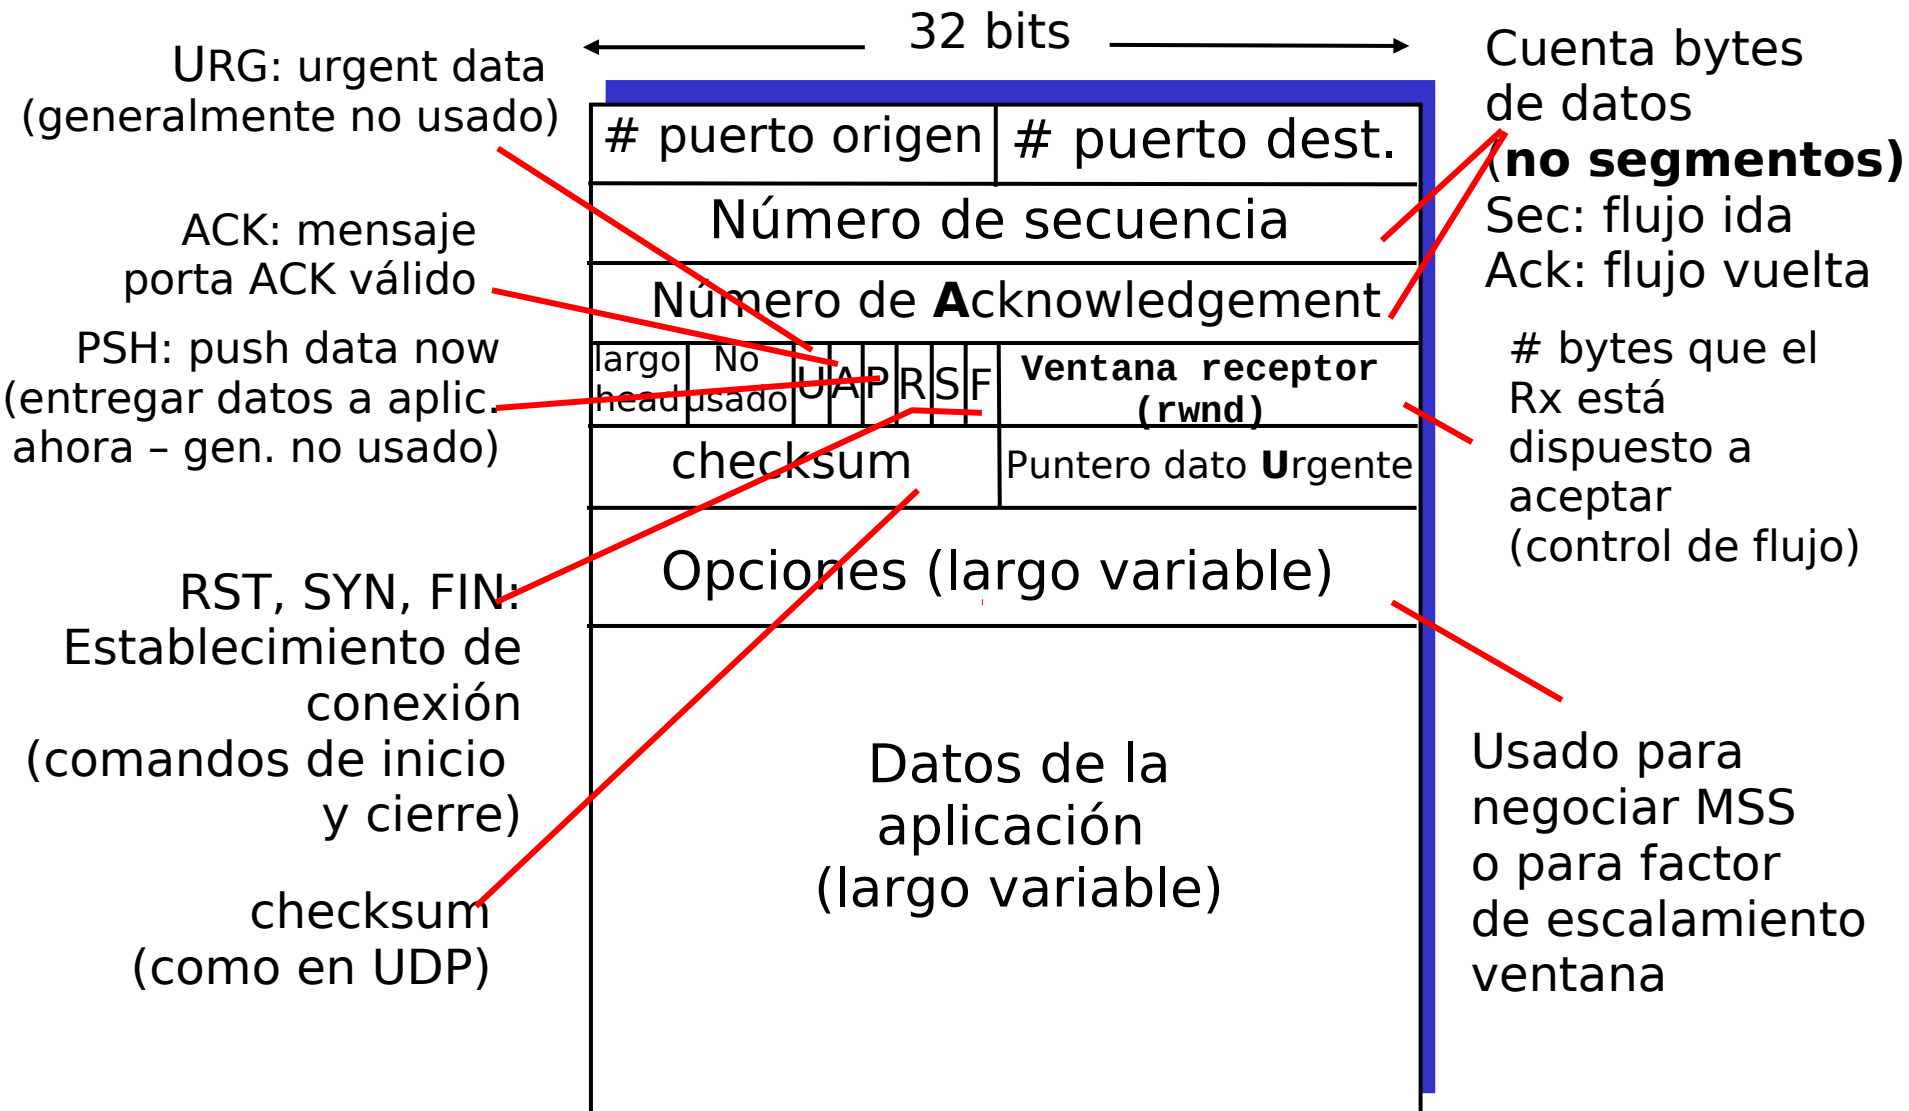 32 bits
URG: urgent data
(generalmente no usado)
ACK: mensaje
porta ACK válido
PSH: push data now
(entregar datos a aplic.
ahora – gen. no usado)
RST, SYN, FIN:
Establecimiento de
conexión
(comandos de inicio
y cierre)
checksum
(como en UDP)
# puerto origen
# puerto dest.
Número de secuencia
Número de Acknowledgement
largo
head
No
usado
U
A
P
R
S
F
Ventana receptor
(rwnd)
checksum
Puntero dato Urgente
Opciones (largo variable)
Datos de la
aplicación
(largo variable)
Cuenta bytes
de datos
(no segmentos)
Sec: flujo ida
Ack: flujo vuelta
# bytes que el
Rx está
dispuesto a
aceptar
(control de flujo)
Usado para
negociar MSS
o para factor
de escalamiento
ventana